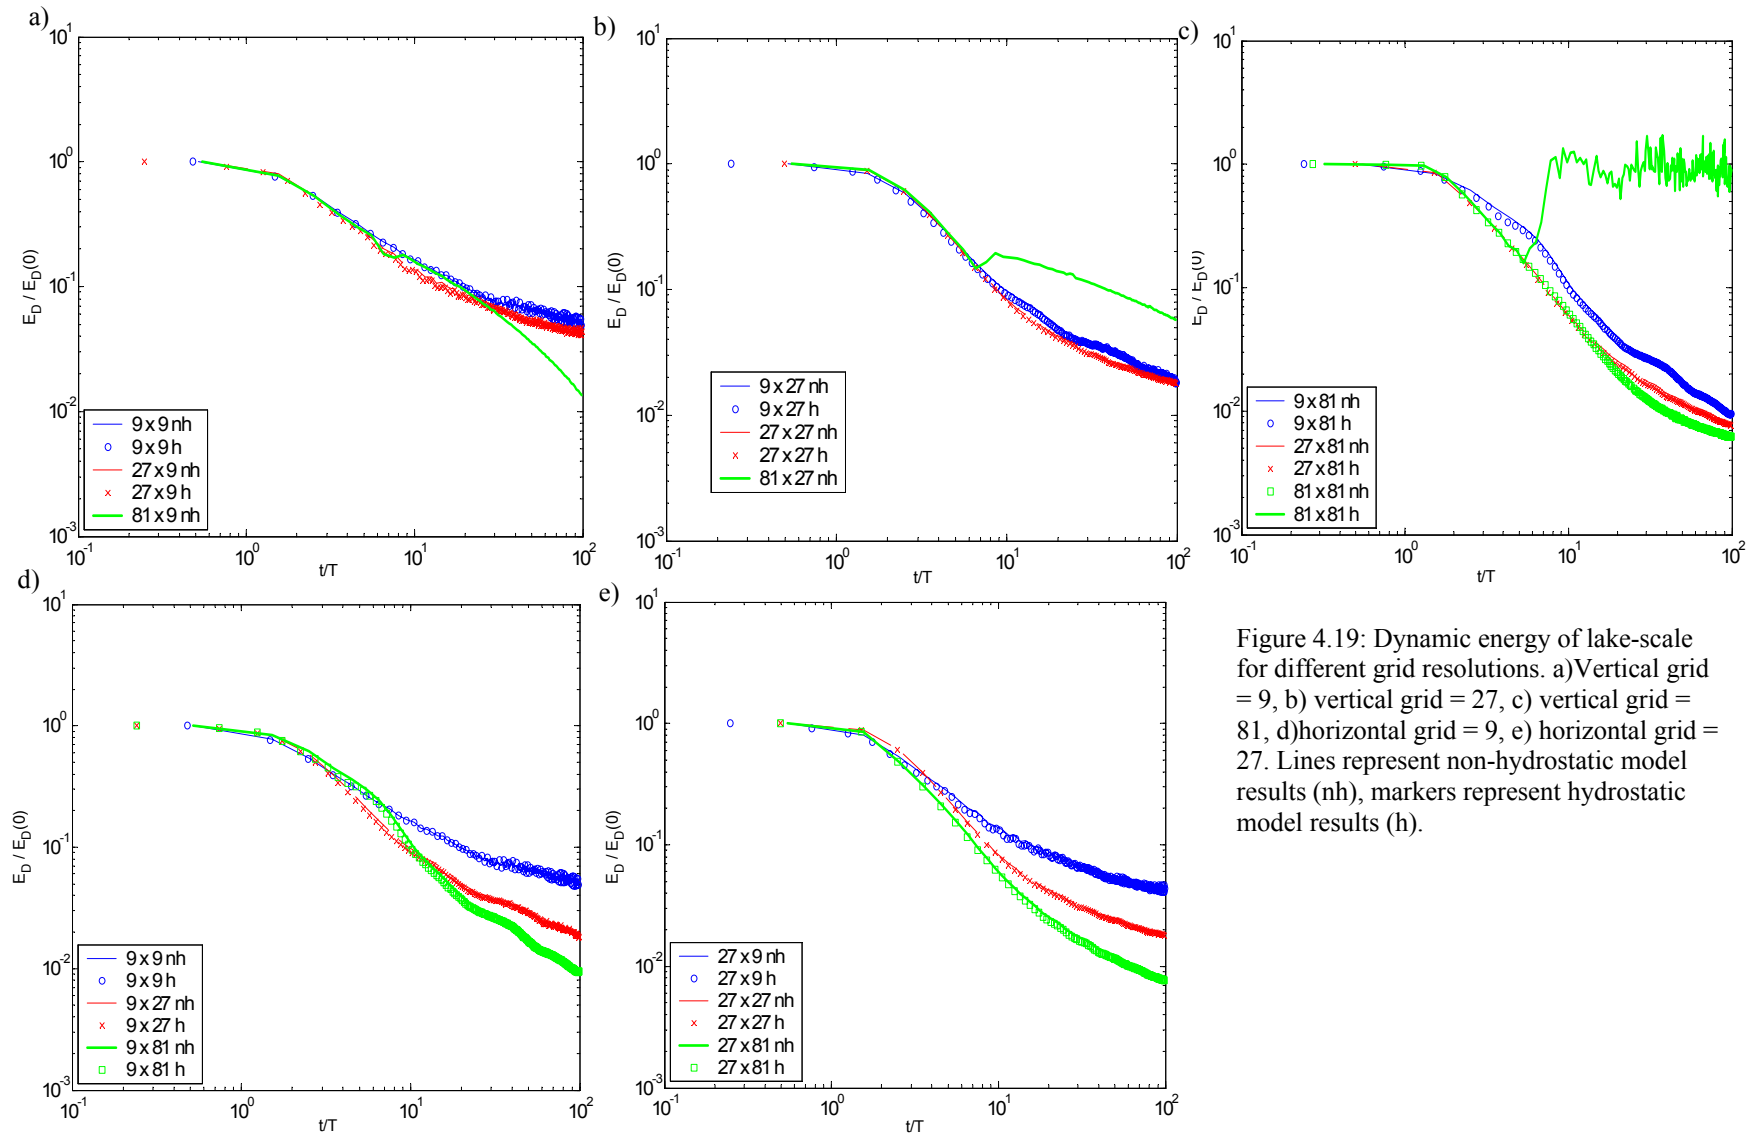 a)
10^1
10^0
10^-1
10^-2
10^-3
E_D / E_D(0)
9 x 9 nh
9 x 9 h
27 x 9 nh
27 x 9 h
81 x 9 nh
10^-1
10^0
10^1
10^2
t/T
b)
10^1
10^0
10^-1
10^-2
10^-3
E_D / E_D(0)
9 x 27 nh
9 x 27 h
27 x 27 nh
27 x 27 h
81 x 27 nh
10^-1
10^0
10^1
10^2
t/T
c)
10^1
10^0
10^-1
10^-2
10^-3
E_D / E_D(0)
9 x 81 nh
9 x 81 h
27 x 81 nh
27 x 81 h
81 x 81 nh
81 x 81 h
10^-1
10^0
10^1
10^2
t/T
d)
10^1
10^0
10^-1
10^-2
10^-3
E_D / E_D(0)
9 x 9 nh
9 x 9 h
9 x 27 nh
9 x 27 h
9 x 81 nh
9 x 81 h
10^-1
10^0
10^1
10^2
t/T
e)
10^1
10^0
10^-1
10^-2
10^-3
E_D / E_D(0)
27 x 9 nh
27 x 9 h
27 x 27 nh
27 x 27 h
27 x 81 nh
27 x 81 h
10^-1
10^0
10^1
10^2
t/T
Figure 4.19: Dynamic energy of lake-scale
for different grid resolutions. a)Vertical grid
= 9, b) vertical grid = 27, c) vertical grid =
81, d)horizontal grid = 9, e) horizontal grid =
27. Lines represent non-hydrostatic model
results (nh), markers represent hydrostatic
model results (h).